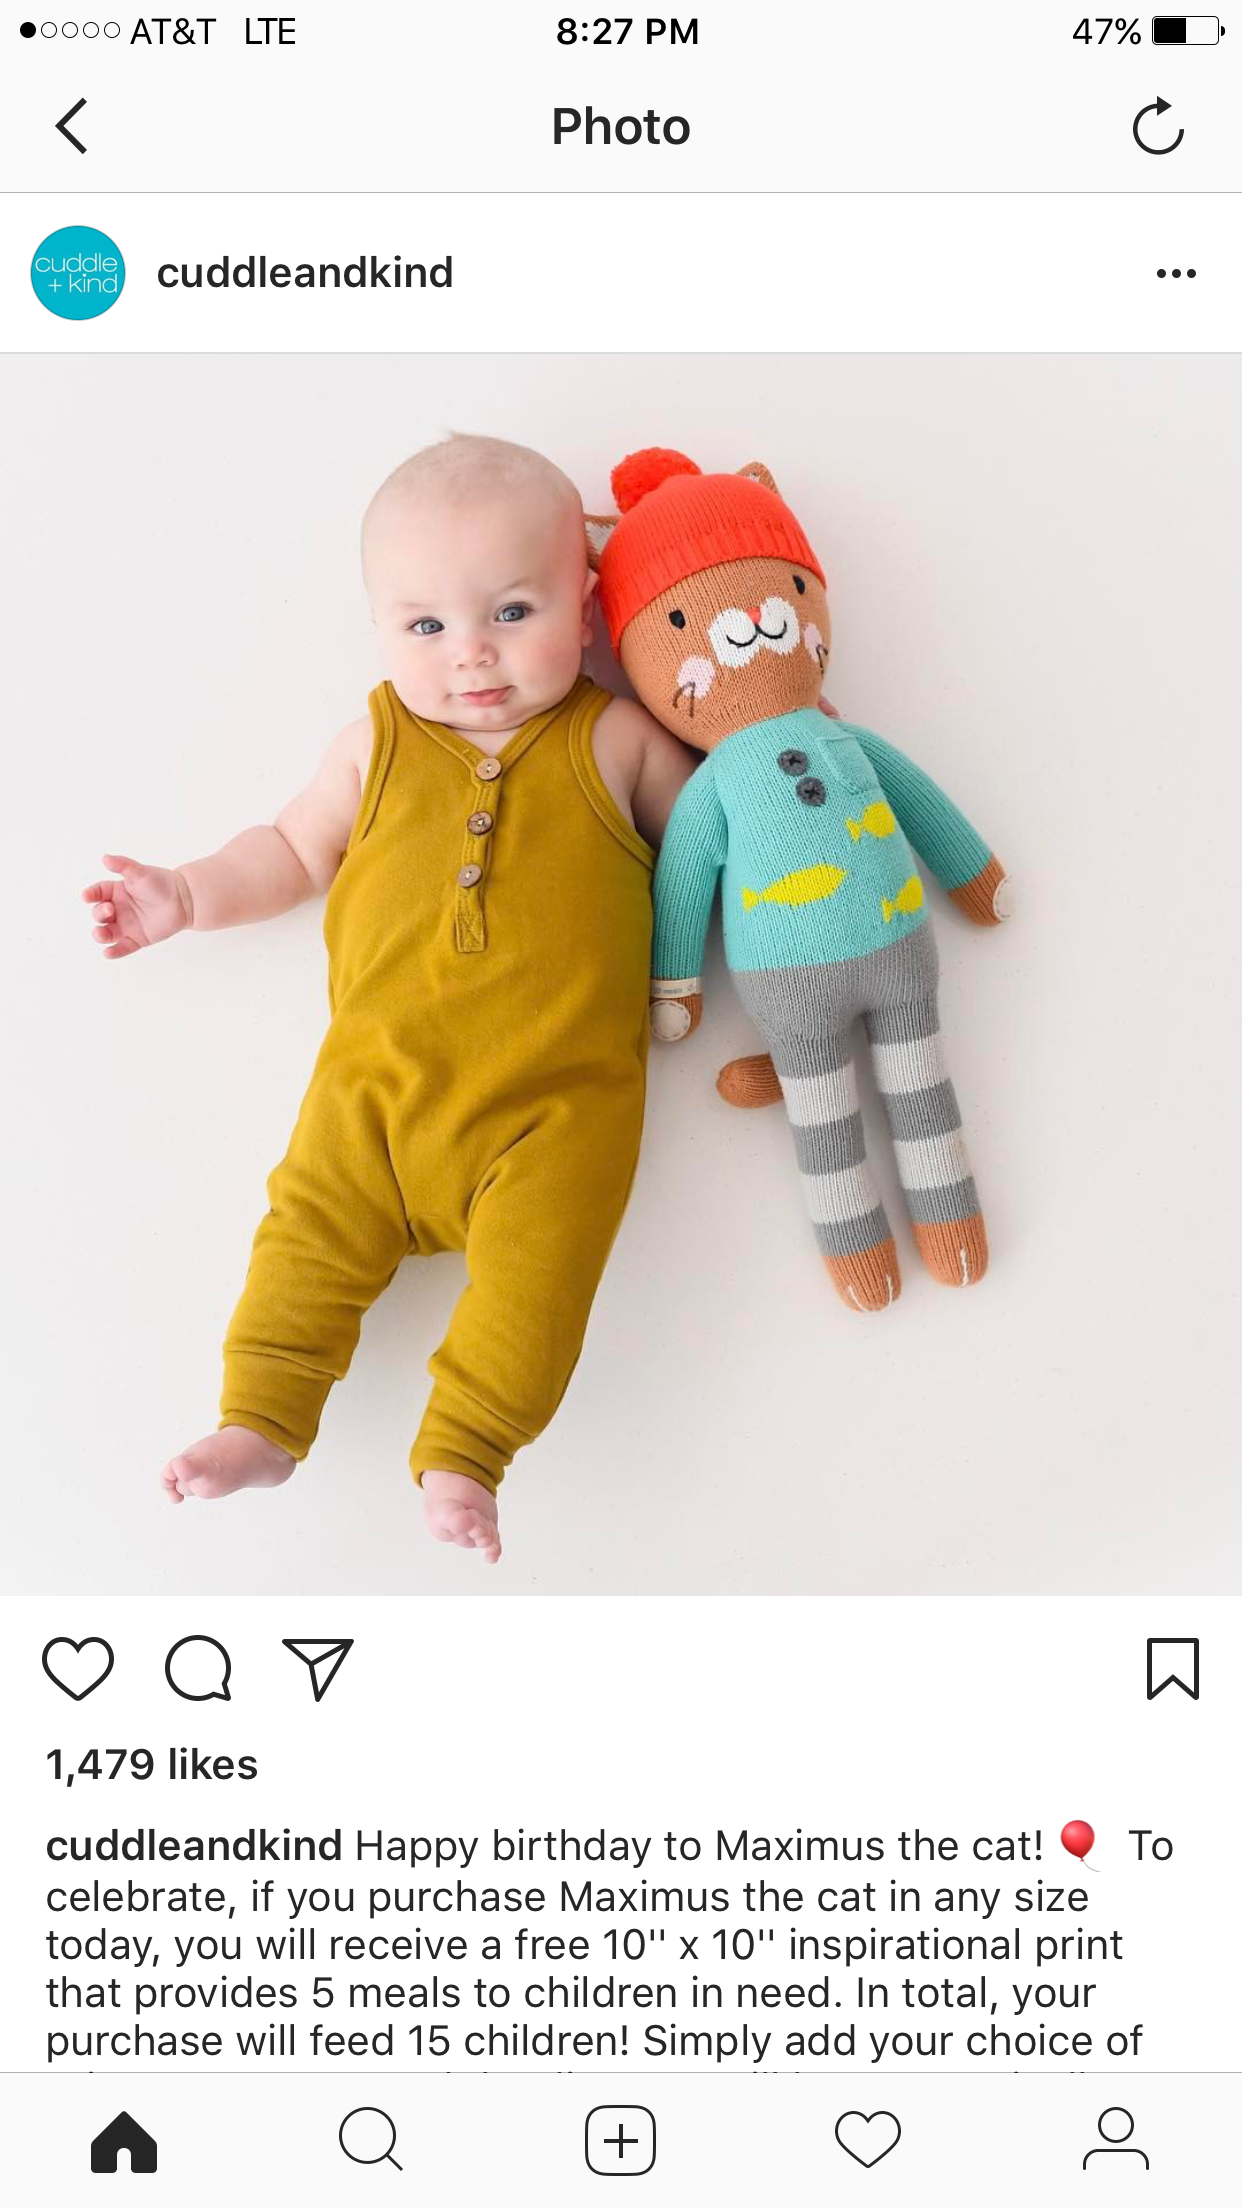 AT&T LTE 8:27 PM 47%
Photo
cuddle
+ kind
cuddleandkind
1,479 likes
cuddleandkind Happy birthday to Maximus the cat! 🎈 To
celebrate, if you purchase Maximus the cat in any size
today, you will receive a free 10" x 10" inspirational print
that provides 5 meals to children in need. In total, your
purchase will feed 15 children! Simply add your choice of